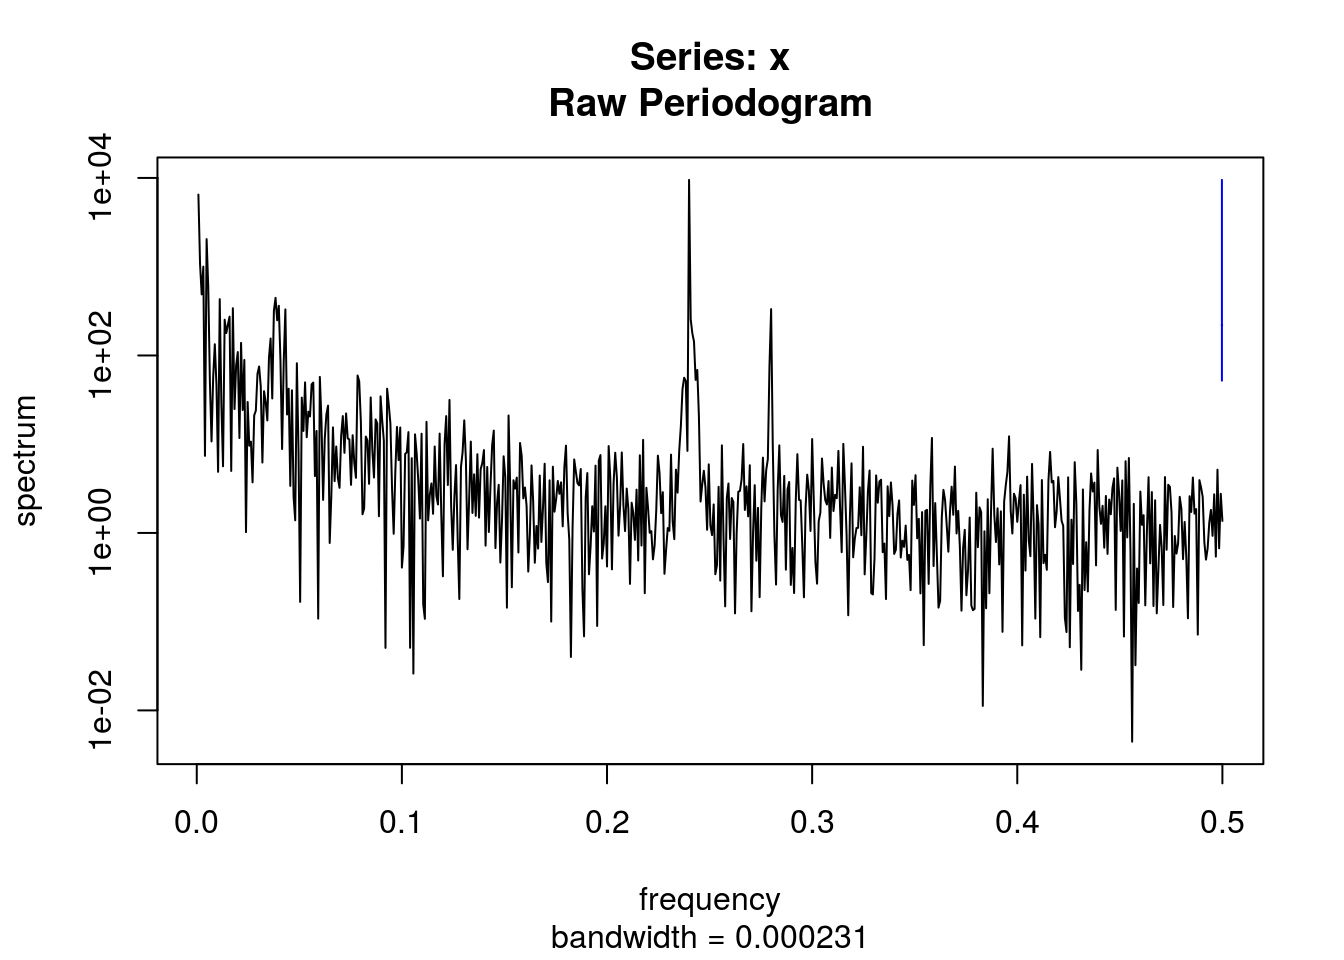 Series: x
Raw Periodogram
1e+04
1e+02
1e+00
1e-02
spectrum
0.0 0.1 0.2 0.3 0.4 0.5
frequency
bandwidth = 0.000231